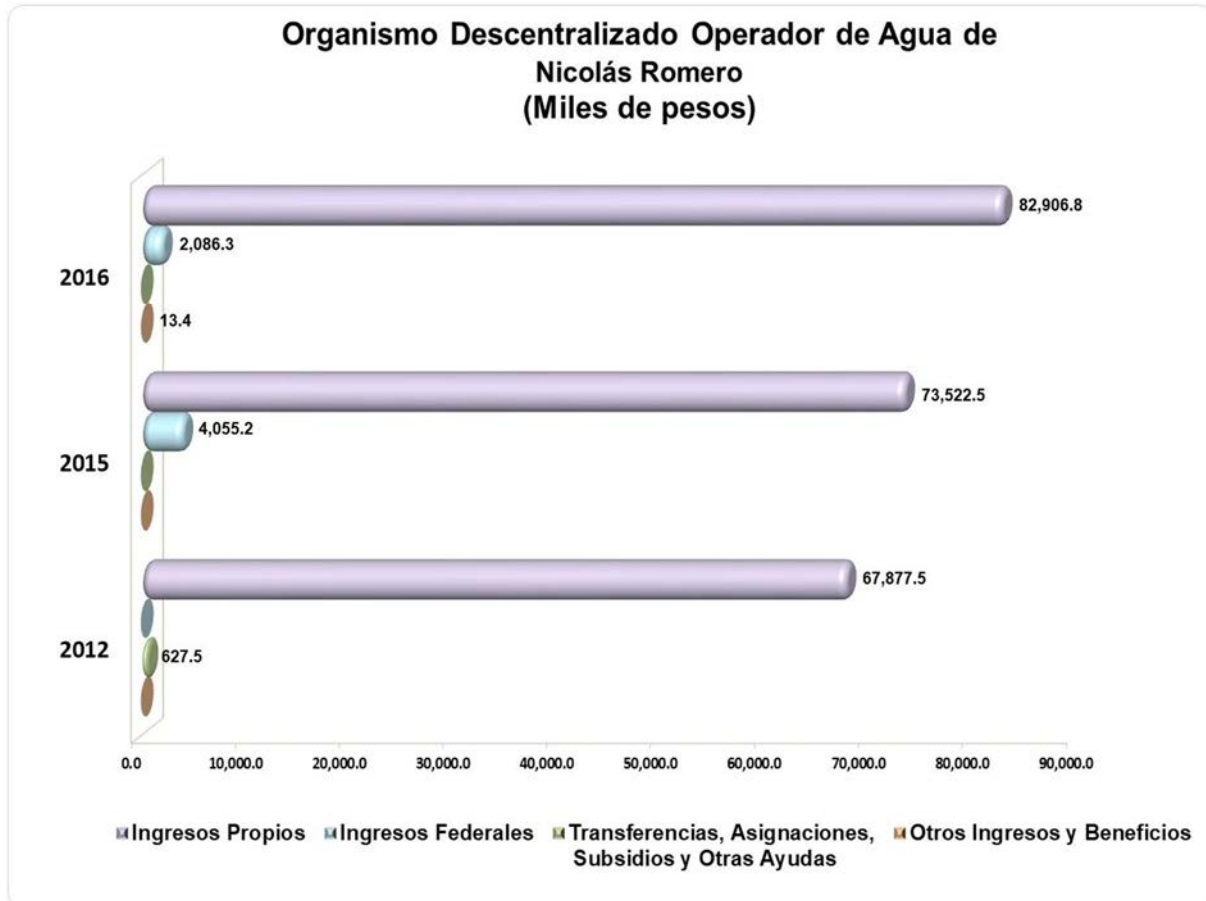 Organismo Descentralizado Operador de Agua de
Nicolás Romero
(Miles de pesos)
82,906.8
2,086.3
2016
13.4
73,522.5
4,055.2
2015
67,877.5
2012
627.5
0.0 10,000.0 20,000.0 30,000.0 40,000.0 50,000.0 60,000.0 70,000.0 80,000.0 90,000.0
Ingresos Propios Ingresos Federales Transferencias, Asignaciones, Otros Ingresos y Beneficios
Subsidios y Otras Ayudas